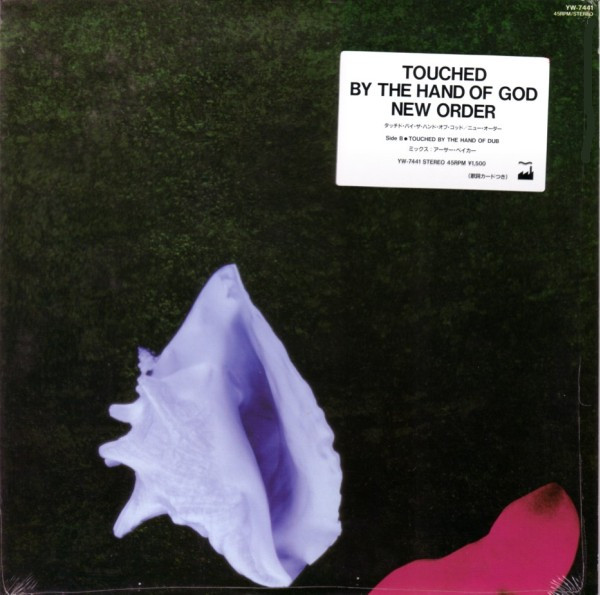 YW-7441
45RPM/STEREO
TOUCHED
BY THE HAND OF GOD
NEW ORDER
タッチド・バイ・ザ・ハンド・オブ・ゴッド/ニュー・オーダー
Side B ● TOUCHED BY THE HAND OF DUB
ミックス:アーサー・ベイカー
YW-7441 STEREO 45RPM ¥1,500
(歌詞カードつき)